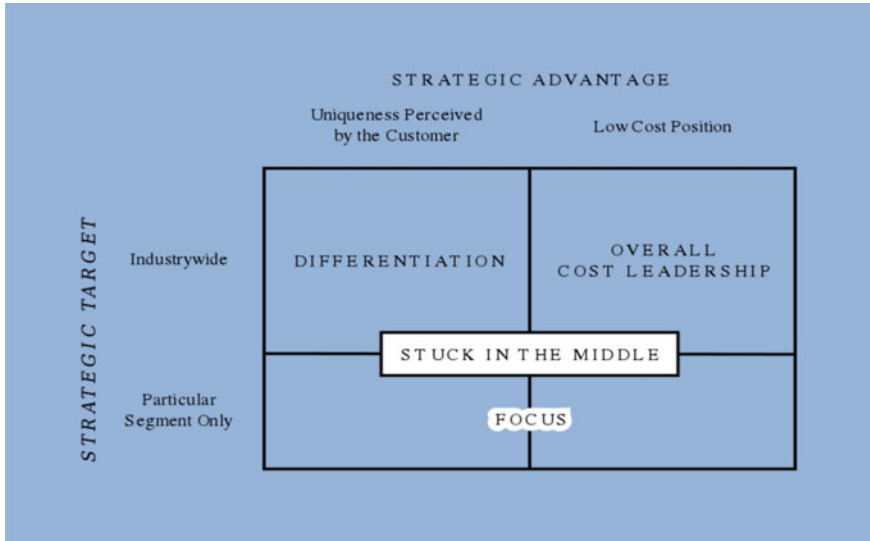 STRATEGIC ADVANTAGE
Uniqueness Perceived
by the Customer
Low Cost Position
STRATEGIC TARGET
Industrywide
DIFFERENTIATION
OVERALL
COST LEADERSHIP
STUCK IN THE MIDDLE
Particular
Segment Only
FOCUS